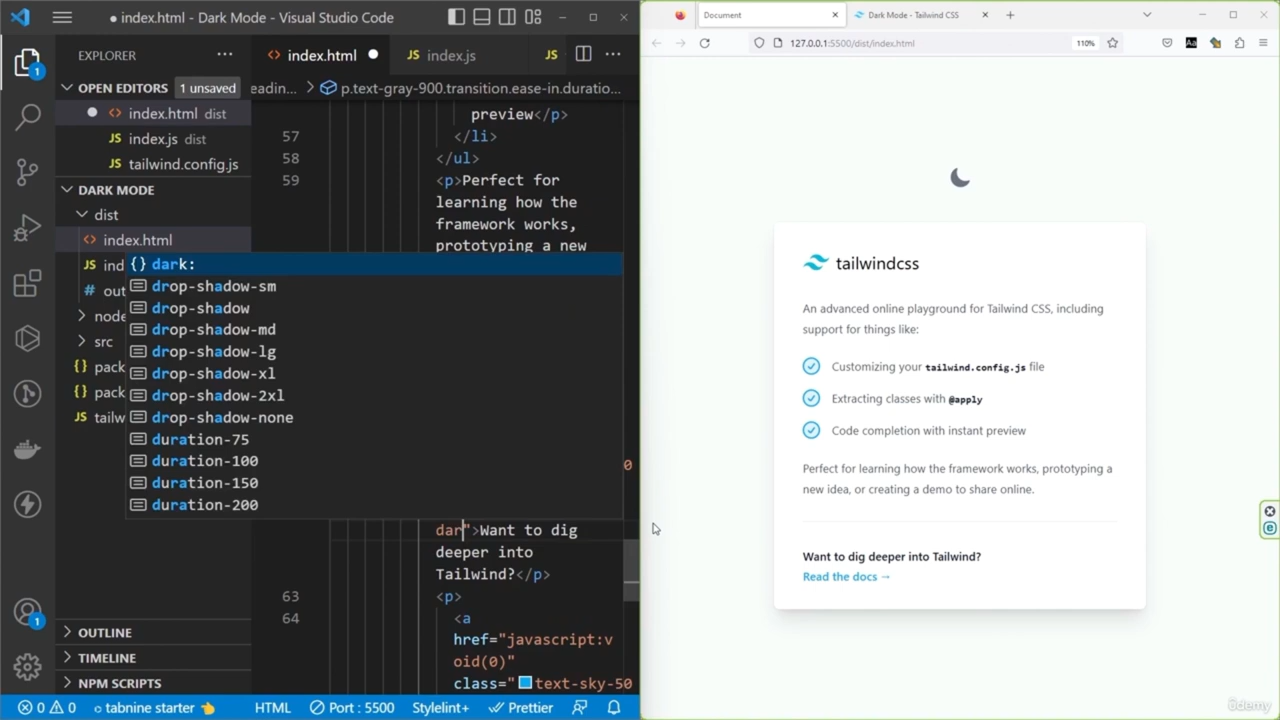 index.html - Dark Mode - Visual Studio Code
EXPLORER
OPEN EDITORS
1 unsaved
index.html dist
JS index.js dist
JS tailwind.config.js
DARK MODE
dist
index.html
JS ind
# out
node
src
{} pack
{} pack
JS tailw
OUTLINE
TIMELINE
NPM SCRIPTS
1
1
index.html
JS index.js
JS
eadin...
p.text-gray-900.transition.ease-in.duratio...
preview</p>
57
</li>
58
</ul>
59
<p>Perfect for
learning how the
framework works,
prototyping a new
{} dark:
drop-shadow-sm
drop-shadow
drop-shadow-md
drop-shadow-lg
drop-shadow-xl
drop-shadow-2xl
drop-shadow-none
duration-75
duration-100
duration-150
duration-200
0
dar">Want to dig
deeper into
Tailwind?</p>
63
<p>
64
<a
href="javascript:v
oid(0)"
class="text-sky-50
0
0
tabnine starter
HTML
Port : 5500
Stylelint+
Prettier
Document
Dark Mode - Tailwind CSS
127.0.0.1:5500/dist/index.html
110%
Aa
tailwindcss
An advanced online playground for Tailwind CSS, including
support for things like:
Customizing your tailwind.config.js file
Extracting classes with @apply
Code completion with instant preview
Perfect for learning how the framework works, prototyping a
new idea, or creating a demo to share online.
Want to dig deeper into Tailwind?
Read the docs →
ûdemy